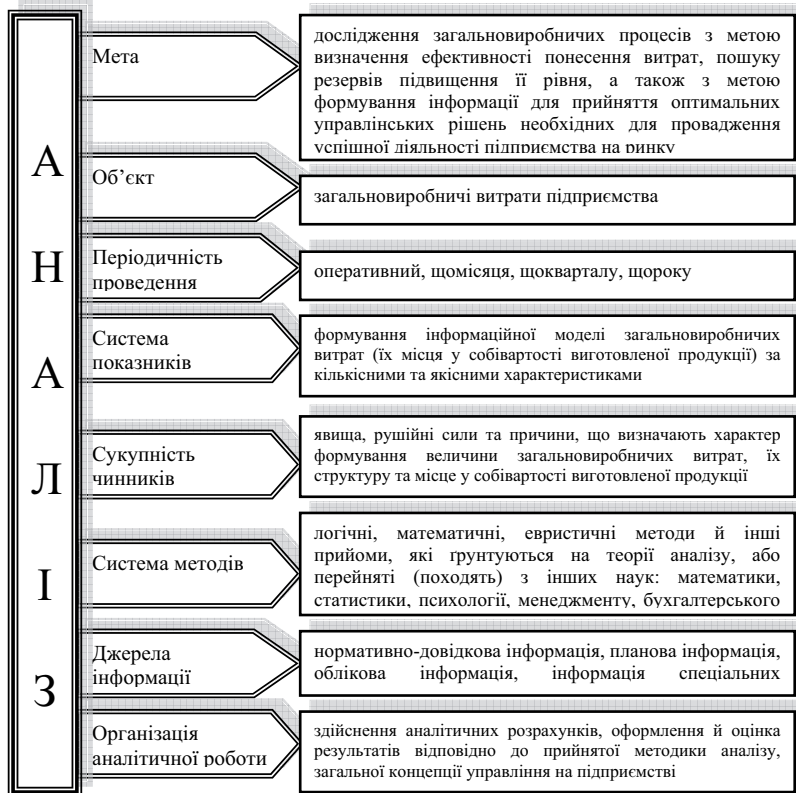 АНАЛІЗ
Мета
дослідження загальновиробничих процесів з метою
визначення ефективності понесення витрат, пошуку
резервів підвищення її рівня, а також з метою
формування інформації для прийняття оптимальних
управлінських рішень необхідних для провадження
успішної діяльності підприємства на ринку
Об’єкт
загальновиробничі витрати підприємства
Періодичність
проведення
оперативний, щомісяця, щокварталу, щороку
Система
показників
формування інформаційної моделі загальновиробничих
витрат (їх місця у собівартості виготовленої продукції) за
кількісними та якісними характеристиками
Сукупність
чинників
явища, рушійні сили та причини, що визначають характер
формування величини загальновиробничих витрат, їх
структуру та місце у собівартості виготовленої продукції
Система методів
логічні, математичні, евристичні методи й інші
прийоми, які ґрунтуються на теорії аналізу, або
перейняті (походять) з інших наук: математики,
статистики, психології, менеджменту, бухгалтерського
Джерела
інформації
нормативно-довідкова інформація, планова інформація,
облікова інформація, інформація спеціальних
Організація
аналітичної роботи
здійснення аналітичних розрахунків, оформлення й оцінка
результатів відповідно до прийнятої методики аналізу,
загальної концепції управління на підприємстві